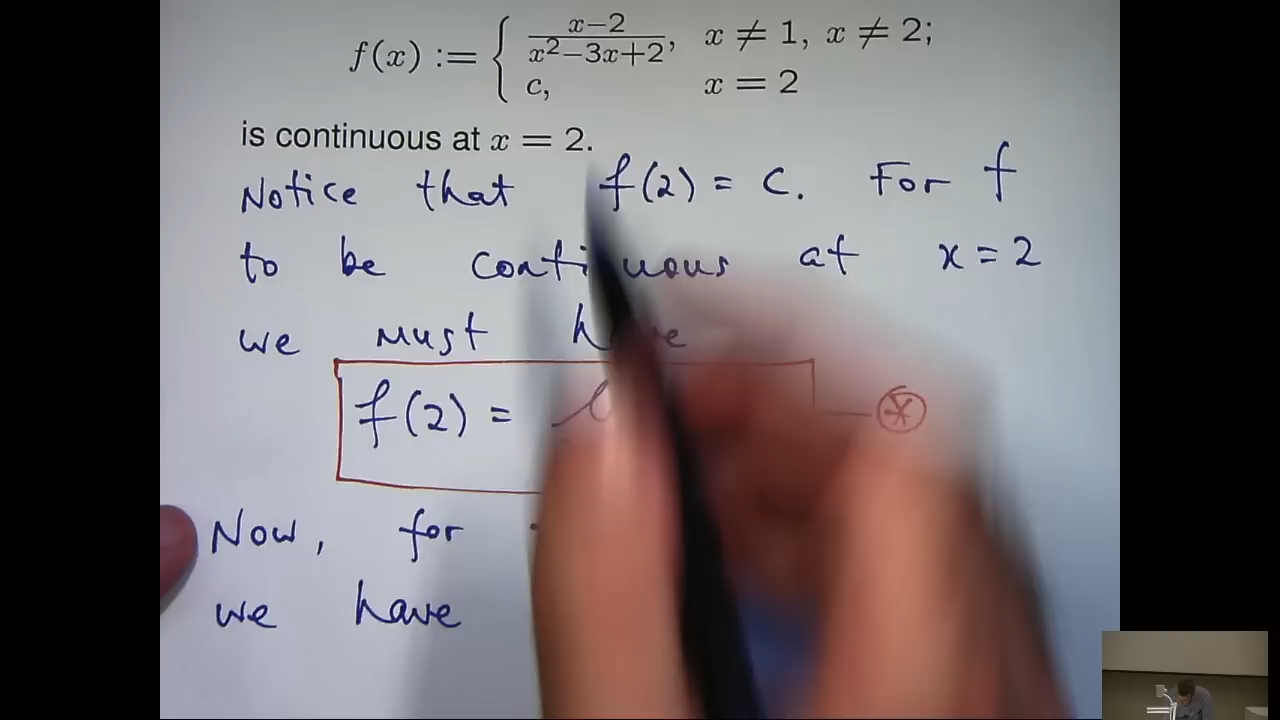 f(x) := { x−2 / x²−3x+2, x ≠ 1, x ≠ 2;
c, x = 2
is continuous at x = 2.
Notice that f(2) = c. For f
to be continuous at x = 2
we must have
f(2) =
Now, for
we have